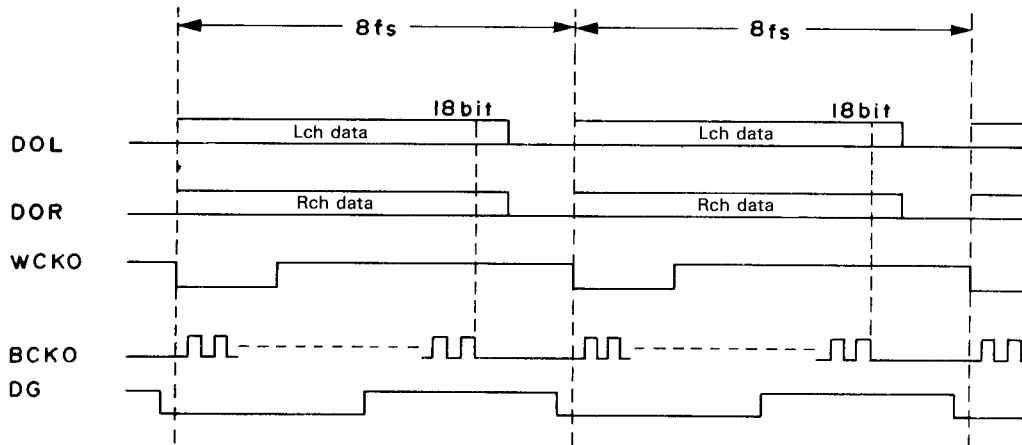 8fs 8fs
18bit 18bit
DOL Lch data Lch data
DOR Rch data Rch data
WCKO
BCKO
DG